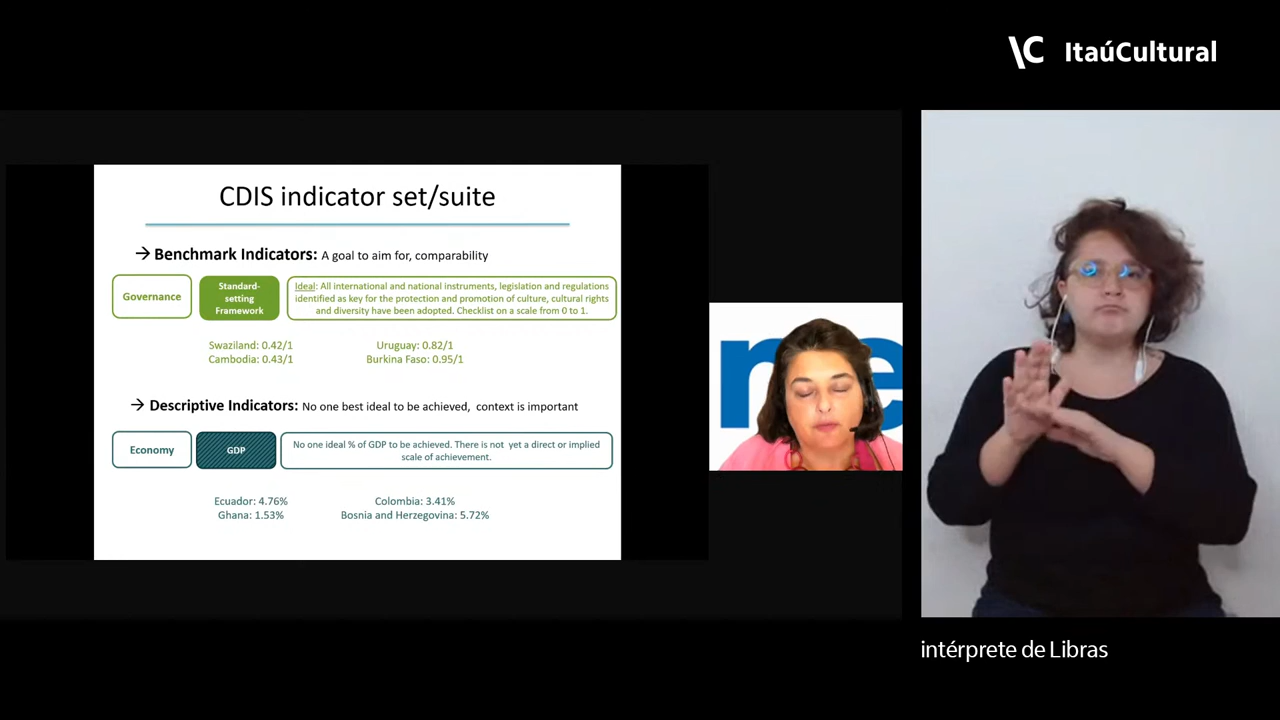 \C ItaúCultural
CDIS indicator set/suite
→ Benchmark Indicators: A goal to aim for, comparability
Governance
Standard-
setting
Framework
Ideal: All international and national instruments, legislation and regulations
identified as key for the protection and promotion of culture, cultural rights
and diversity have been adopted. Checklist on a scale from 0 to 1.
Swaziland: 0.42/1
Uruguay: 0.82/1
Cambodia: 0.43/1
Burkina Faso: 0.95/1
→ Descriptive Indicators: No one best ideal to be achieved, context is important
Economy
GDP
No one ideal % of GDP to be achieved. There is not yet a direct or implied
scale of achievement.
Ecuador: 4.76%
Colombia: 3.41%
Ghana: 1.53%
Bosnia and Herzegovina: 5.72%
intérprete de Libras